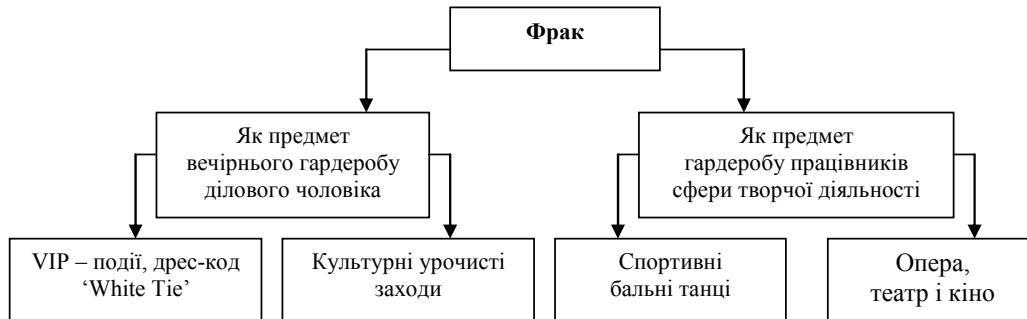 Фрак
Як предмет
вечірнього гардеробу
ділового чоловіка
Як предмет
гардеробу працівників
сфери творчої діяльності
VIP – події, дрес-код
‘White Tie’
Культурні урочисті
заходи
Спортивні
бальні танці
Опера,
театр і кіно